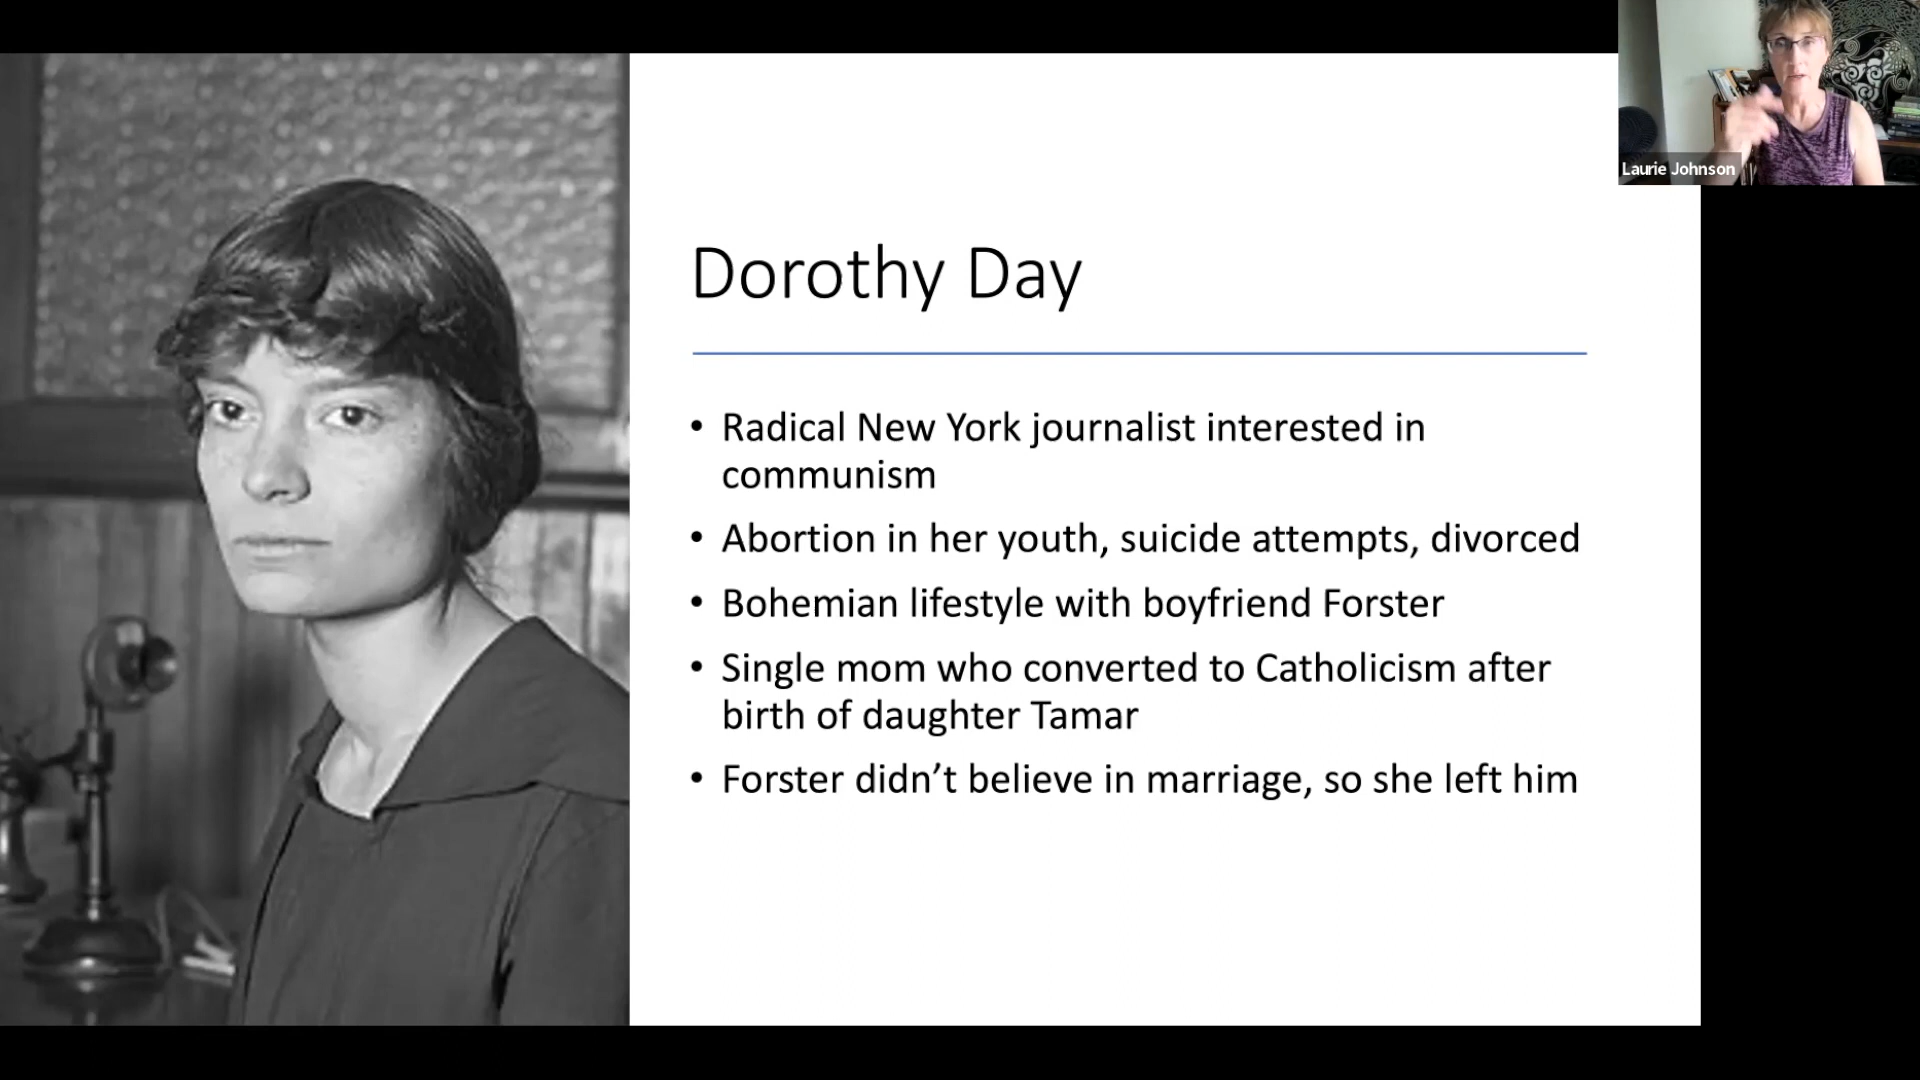 Laurie Johnson
Dorothy Day
• Radical New York journalist interested in
communism
• Abortion in her youth, suicide attempts, divorced
• Bohemian lifestyle with boyfriend Forster
• Single mom who converted to Catholicism after
birth of daughter Tamar
• Forster didn’t believe in marriage, so she left him